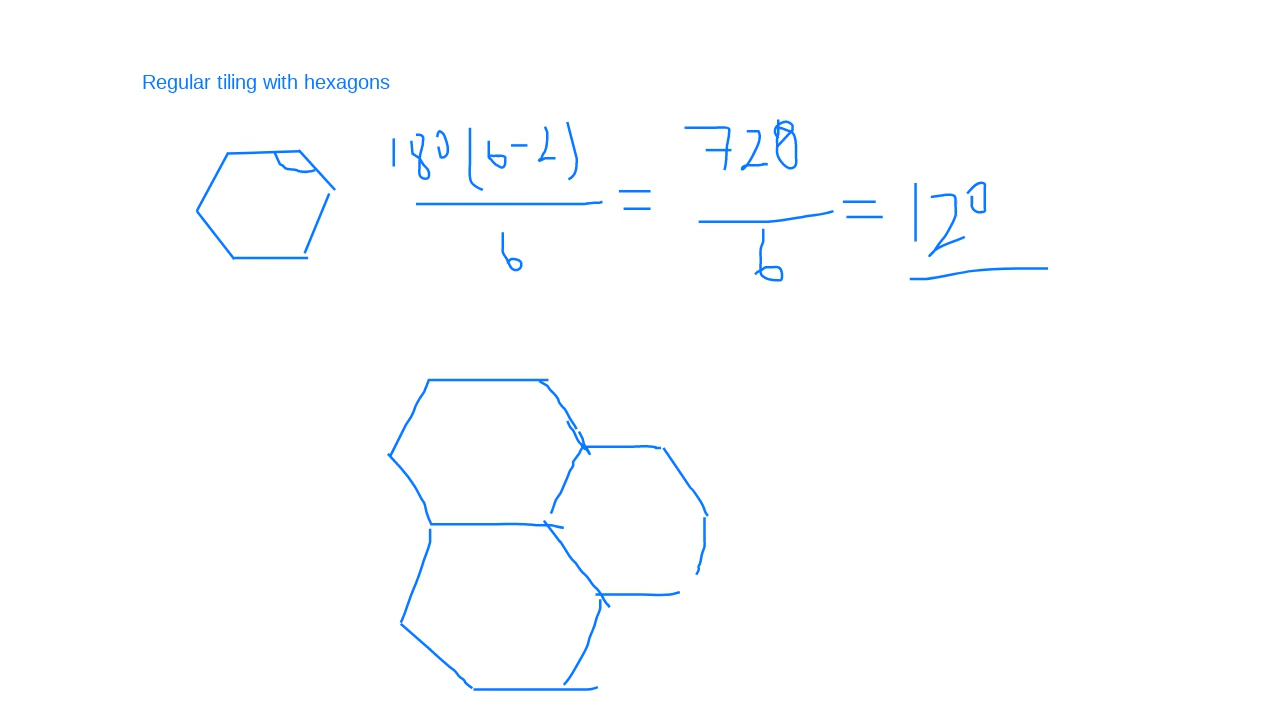 Regular tiling with hexagons
180(6-2) / 6 = 720 / 6 = 120